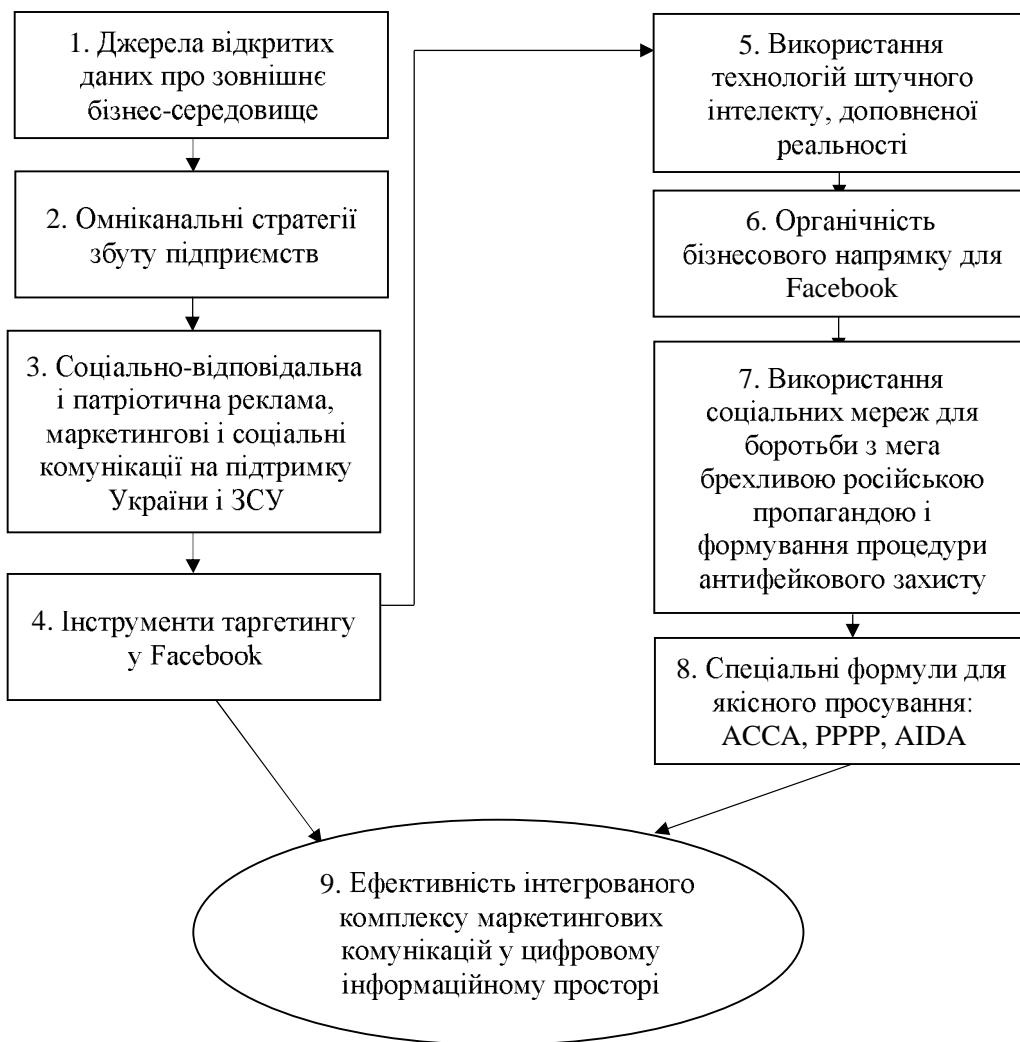 1. Джерела відкритих
даних про зовнішнє
бізнес-середовище
2. Омніканальні стратегії
збуту підприємств
3. Соціально-відповідальна
і патріотична реклама,
маркетингові і соціальні
комунікації на підтримку
України і ЗСУ
4. Інструменти таргетингу
у Facebook
5. Використання
технологій штучного
інтелекту, доповненої
реальності
6. Органічність
бізнесового напрямку для
Facebook
7. Використання
соціальних мереж для
боротьби з мега
брехливою російською
пропагандою і
формування процедури
антифейкового захисту
8. Спеціальні формули для
якісного просування:
ACCA, PPPP, AIDA
9. Ефективність інтегрованого
комплексу маркетингових
комунікацій у цифровому
інформаційному просторі